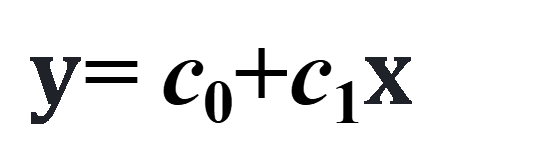 y= c₀+c₁x